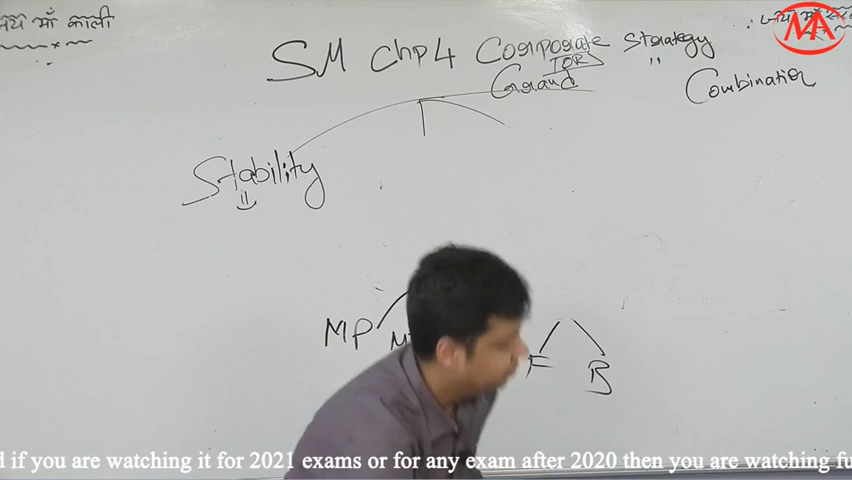 जय माँ काली
MA
SM Chp 4 Corporate Strategy
TOR
Grand
Combination
Stability
MP
F B
d if you are watching it for 2021 exams or for any exam after 2020 then you are watching fu